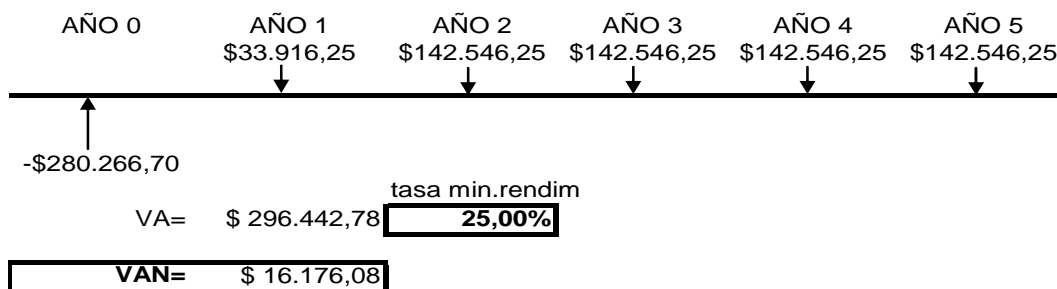 AÑO 0 AÑO 1 AÑO 2 AÑO 3 AÑO 4 AÑO 5
$33.916,25 $142.546,25 $142.546,25 $142.546,25 $142.546,25
-$280.266,70
tasa min.rendim
VA= $ 296.442,78 25,00%
VAN= $ 16.176,08